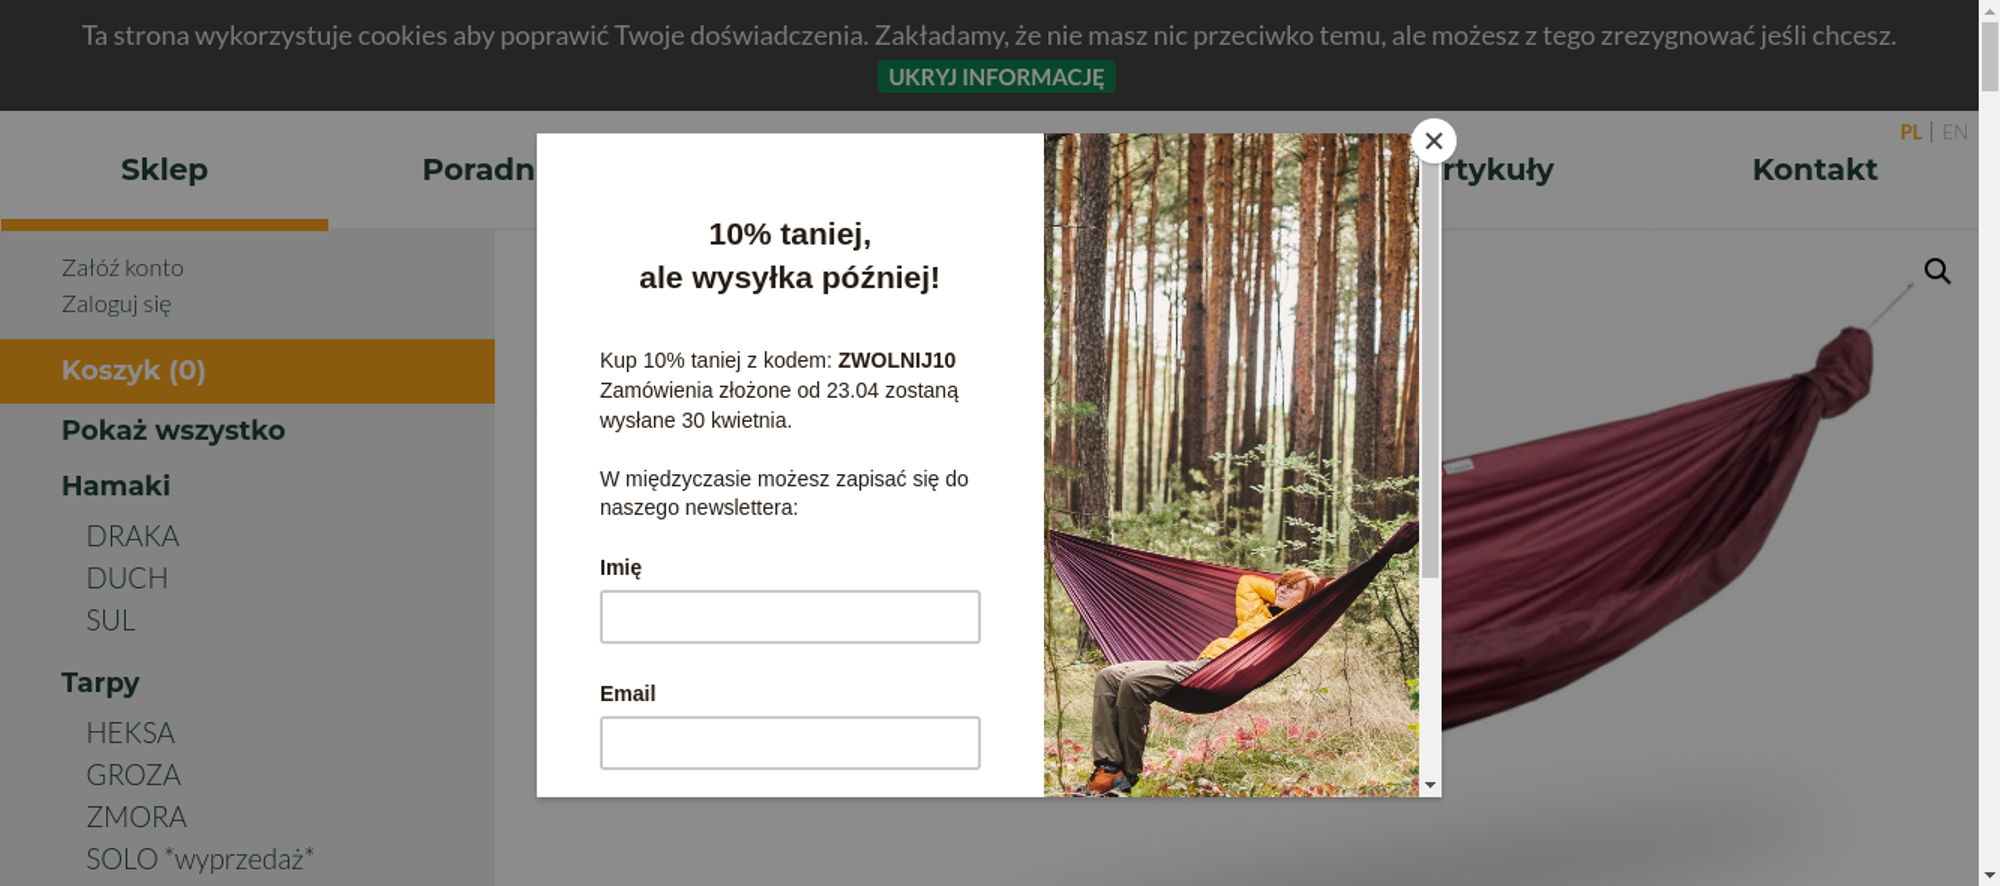 Ta strona wykorzystuje cookies aby poprawić Twoje doświadczenia. Zakładamy, że nie masz nic przeciwko temu, ale możesz z tego zrezygnować jeśli chcesz.
UKRYJ INFORMACJĘ
PL | EN
Sklep
Poradn
rtykuły
Kontakt
Załóż konto
Zaloguj się
Koszyk (0)
Pokaż wszystko
Hamaki
DRAKA
DUCH
SUL
Tarpy
HEKSA
GROZA
ZMORA
SOLO *wyprzedaż*
10% taniej,
ale wysyłka później!
Kup 10% taniej z kodem: ZWOLNIJ10
Zamówienia złożone od 23.04 zostaną
wysłane 30 kwietnia.
W międzyczasie możesz zapisać się do
naszego newslettera:
Imię
Email